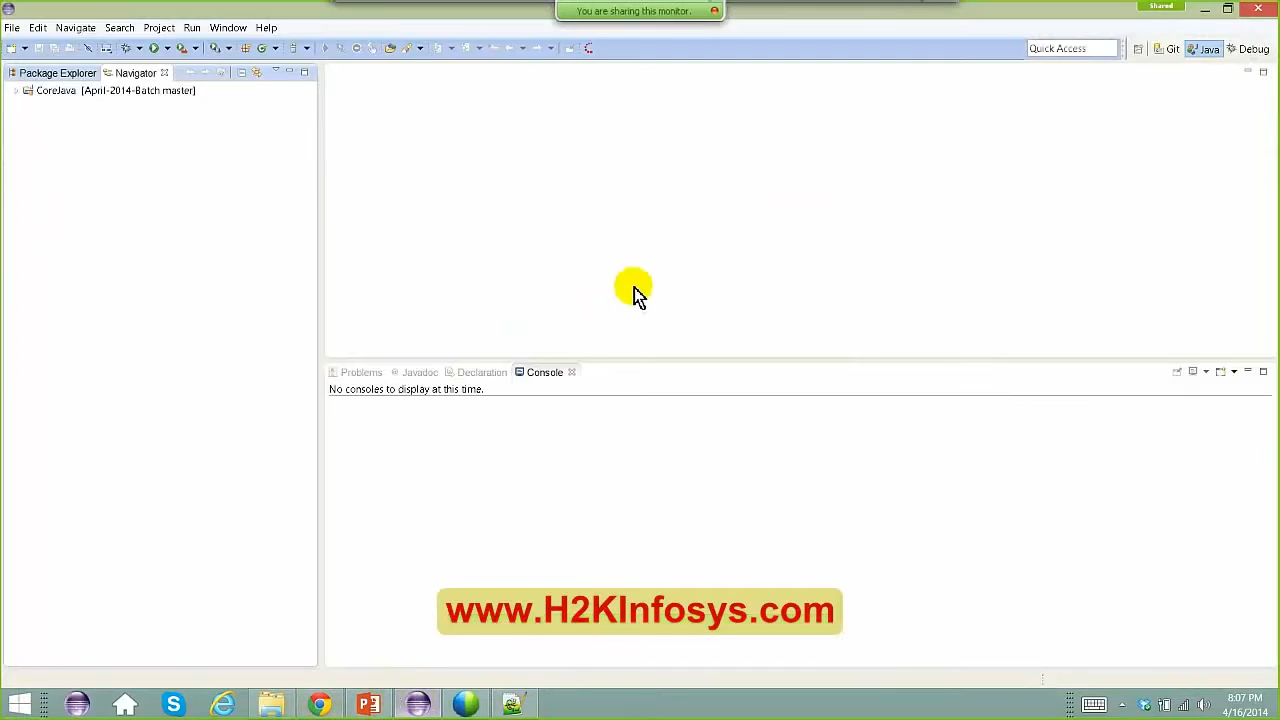 You are sharing this monitor.
Shared
File Edit Navigate Search Project Run Window Help
Quick Access
Git
Java
Debug
Package Explorer
Navigator
CoreJava [April-2014-Batch master]
Problems
Javadoc
Declaration
Console
No consoles to display at this time.
www.H2KInfosys.com
8:07 PM
4/16/2014